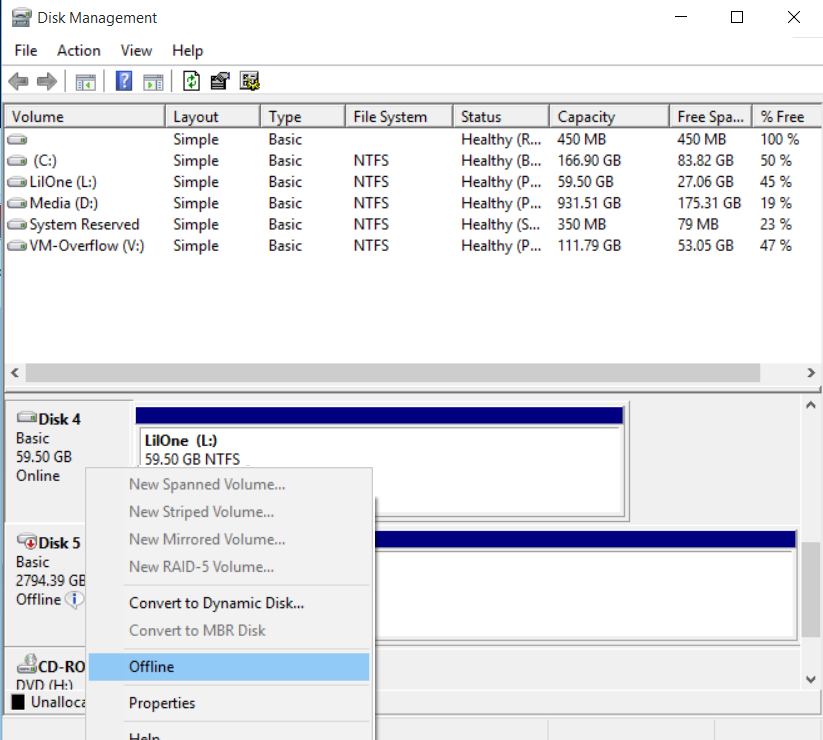 Disk Management
File Action View Help
Volume Layout Type File System Status Capacity Free Spa... % Free
Simple Basic Healthy (R... 450 MB 450 MB 100 %
(C:) Simple Basic NTFS Healthy (B... 166.90 GB 83.82 GB 50 %
LilOne (L:) Simple Basic NTFS Healthy (P... 59.50 GB 27.06 GB 45 %
Media (D:) Simple Basic NTFS Healthy (P... 931.51 GB 175.31 GB 19 %
System Reserved Simple Basic NTFS Healthy (S... 350 MB 79 MB 23 %
VM-Overflow (V:) Simple Basic NTFS Healthy (P... 111.79 GB 53.05 GB 47 %
Disk 4
Basic
59.50 GB
Online
LilOne (L:)
59.50 GB NTFS
New Spanned Volume...
New Striped Volume...
New Mirrored Volume...
New RAID-5 Volume...
Convert to Dynamic Disk...
Convert to MBR Disk
Offline
Properties
Help
Disk 5
Basic
2794.39 GB
Offline
CD-RO
DVD (H:)
Unalloca